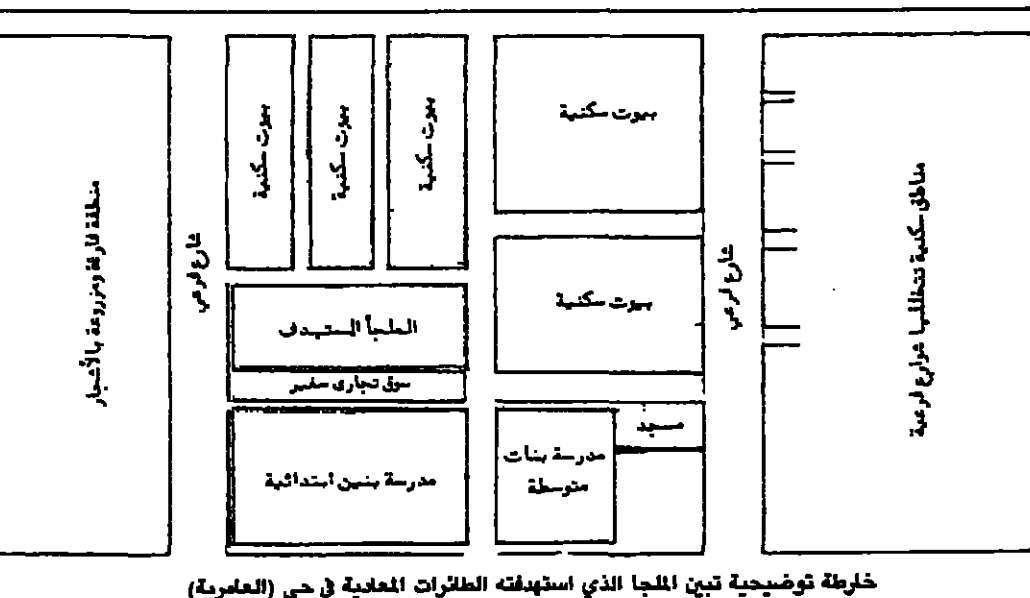 بيوت سكنية
بيوت سكنية
بيوت سكنية
بيوت سكنية
مناطق سكنية تتخللها شوارع فرعية
منطقة فارغة ومزروعة بالأشجار
شارع فرعي
شارع فرعي
بيوت سكنية
الملجأ المستهدف
سوق تجاري صغير
مسجد
مدرسة بنات
متوسطة
مدرسة بنين ابتدائية
خارطة توضيحية تبين الملجا الذي استهدفته الطائرات المعادية في حي (العامرية)